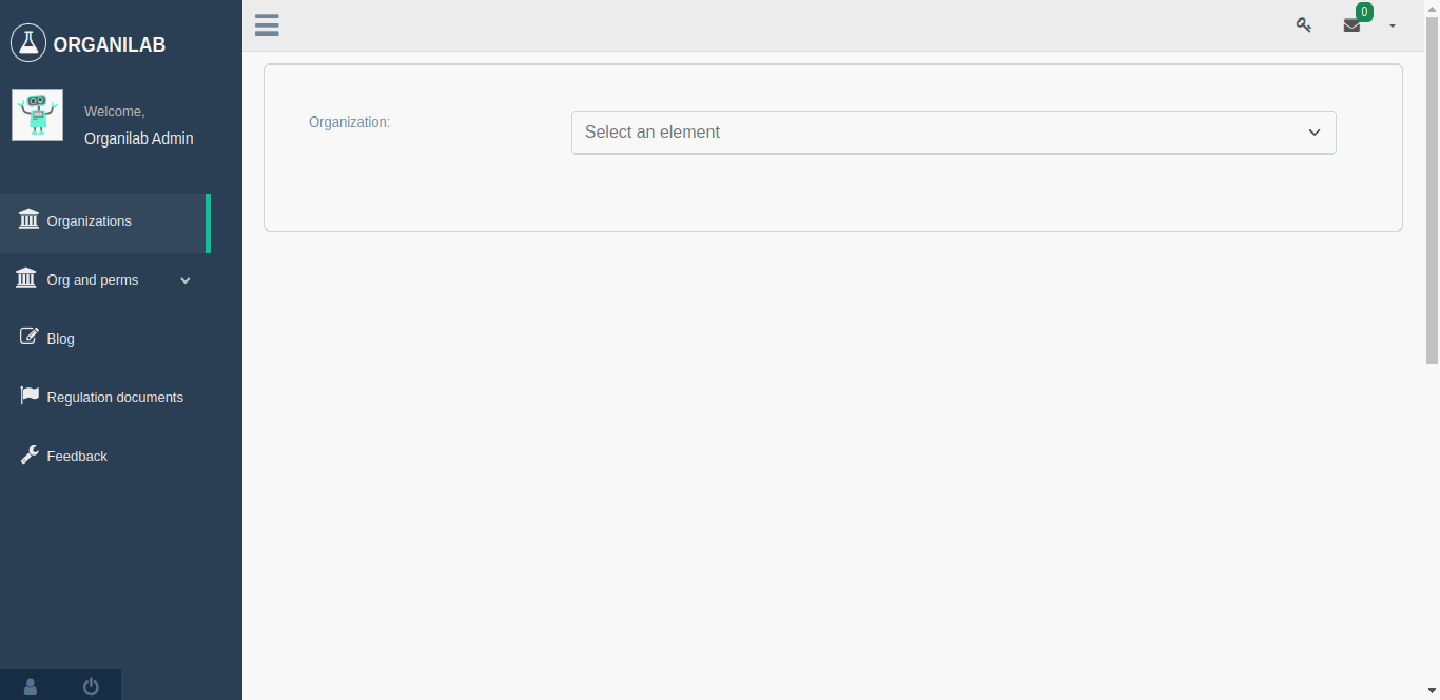 ORGANILAB
Welcome,
Organilab Admin
Organizations
Org and perms
Blog
Regulation documents
Feedback
0
Organization:
Select an element